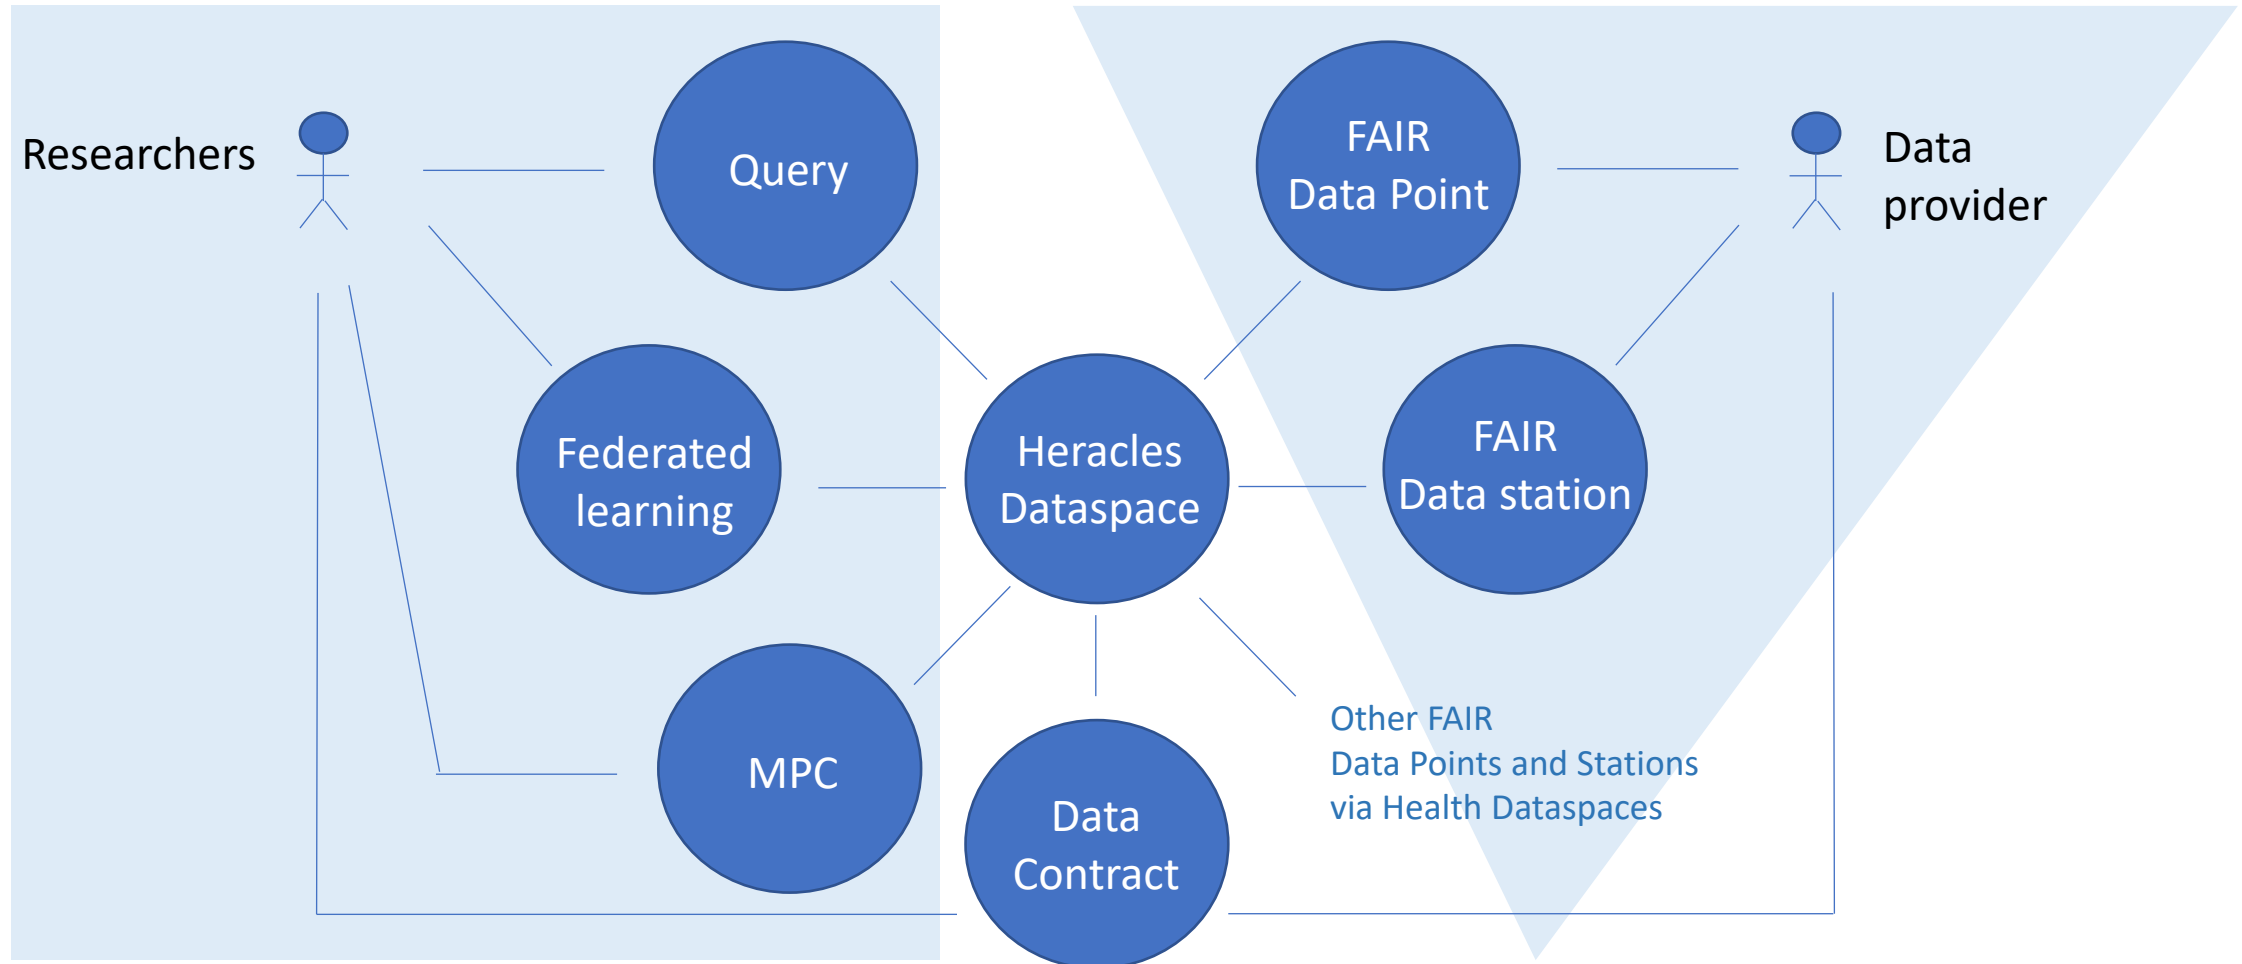 Researchers
Query
FAIR
Data Point
Data
provider
Federated
learning
Heracles
Dataspace
FAIR
Data station
MPC
Data
Contract
Other FAIR
Data Points and Stations
via Health Dataspaces